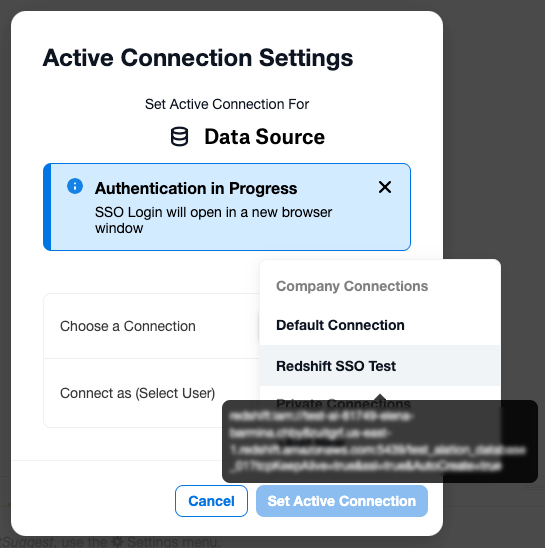 Active Connection Settings
Set Active Connection For
Data Source
Authentication in Progress
SSO Login will open in a new browser
window
Company Connections
Choose a Connection
Default Connection
Redshift SSO Test
Connect as (Select User)
Private Connections
Cancel
Set Active Connection
Suggest, use the Settings menu.